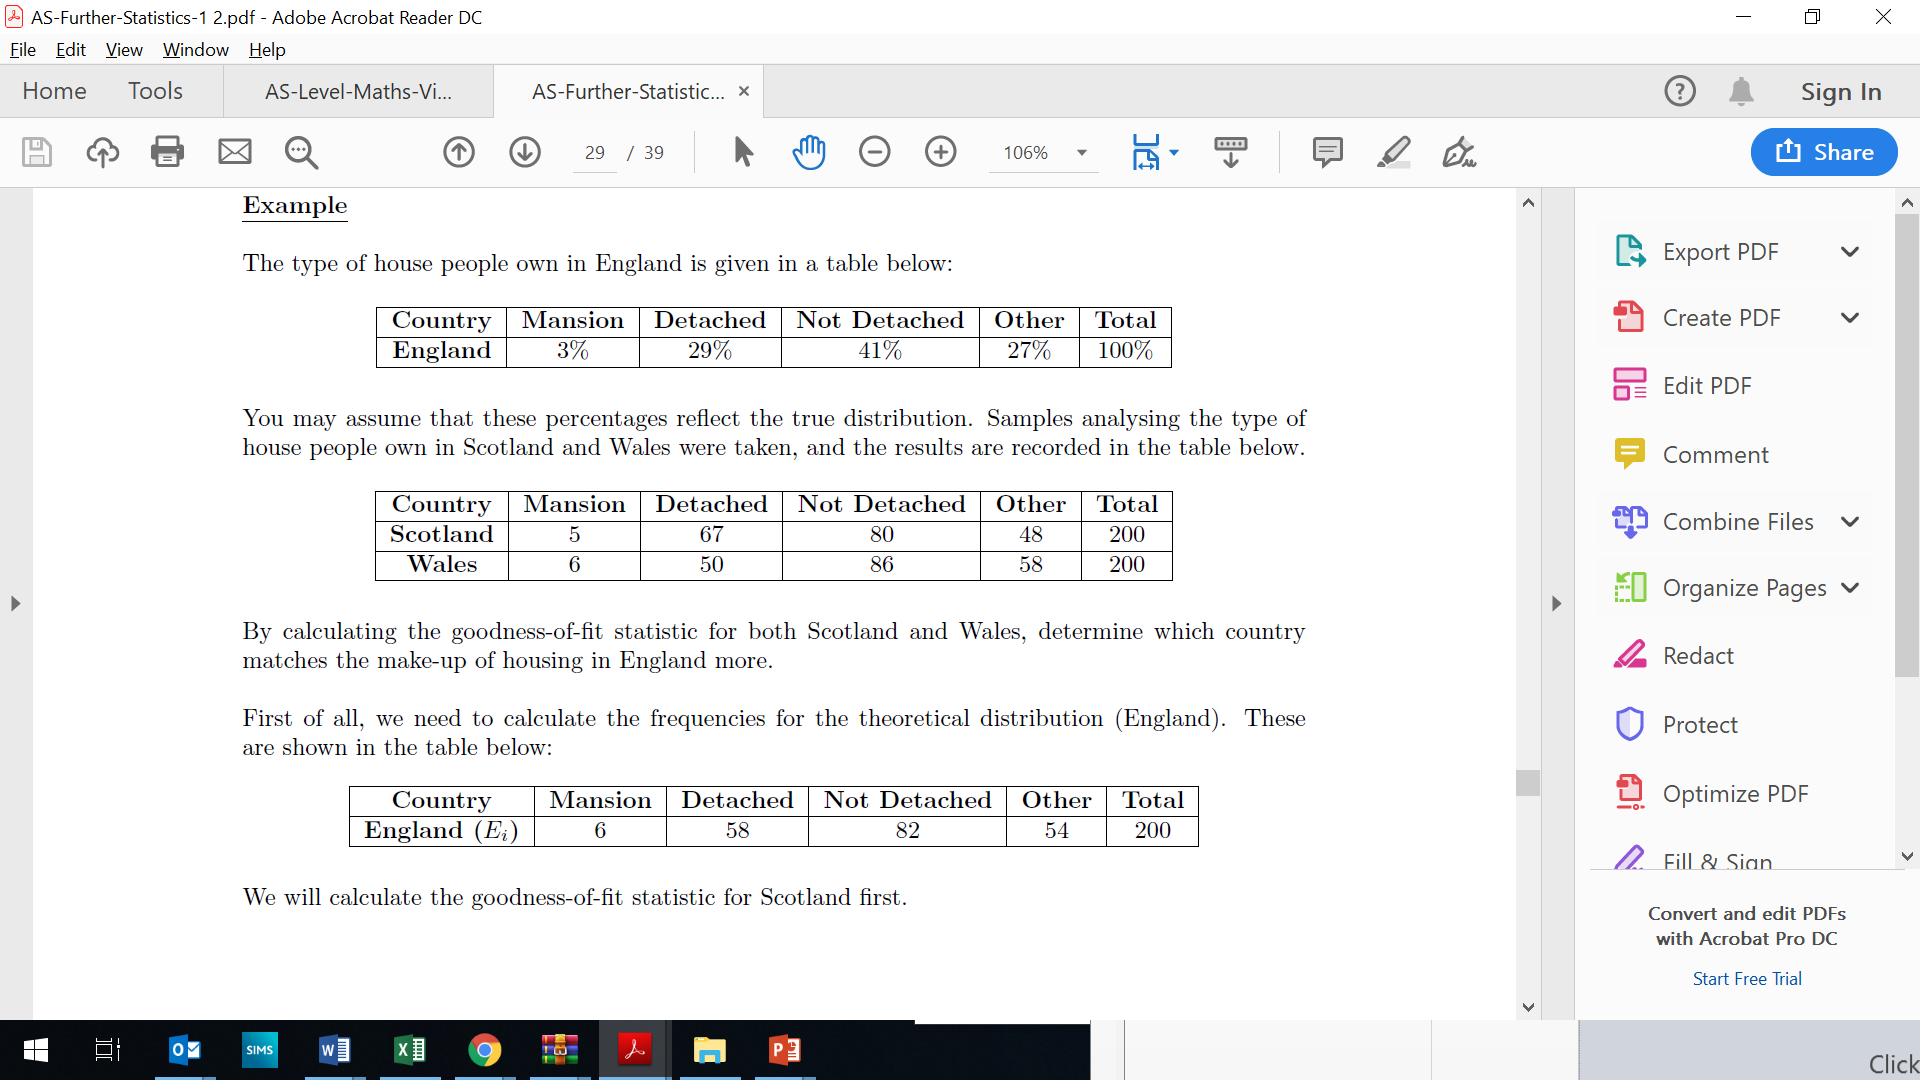 AS-Further-Statistics-1 2.pdf - Adobe Acrobat Reader DC
File Edit View Window Help
Home Tools AS-Level-Maths-Vi... AS-Further-Statistic... × Sign In
29 / 39 106% Share
Example
The type of house people own in England is given in a table below:
Country Mansion Detached Not Detached Other Total
England 3% 29% 41% 27% 100%
You may assume that these percentages reflect the true distribution. Samples analysing the type of
house people own in Scotland and Wales were taken, and the results are recorded in the table below.
Country Mansion Detached Not Detached Other Total
Scotland 5 67 80 48 200
Wales 6 50 86 58 200
By calculating the goodness-of-fit statistic for both Scotland and Wales, determine which country
matches the make-up of housing in England more.
First of all, we need to calculate the frequencies for the theoretical distribution (England). These
are shown in the table below:
Country Mansion Detached Not Detached Other Total
England (Eᵢ) 6 58 82 54 200
We will calculate the goodness-of-fit statistic for Scotland first.
Export PDF
Create PDF
Edit PDF
Comment
Combine Files
Organize Pages
Redact
Protect
Optimize PDF
Fill & Sign
Convert and edit PDFs
with Acrobat Pro DC
Start Free Trial
SIMS
Click